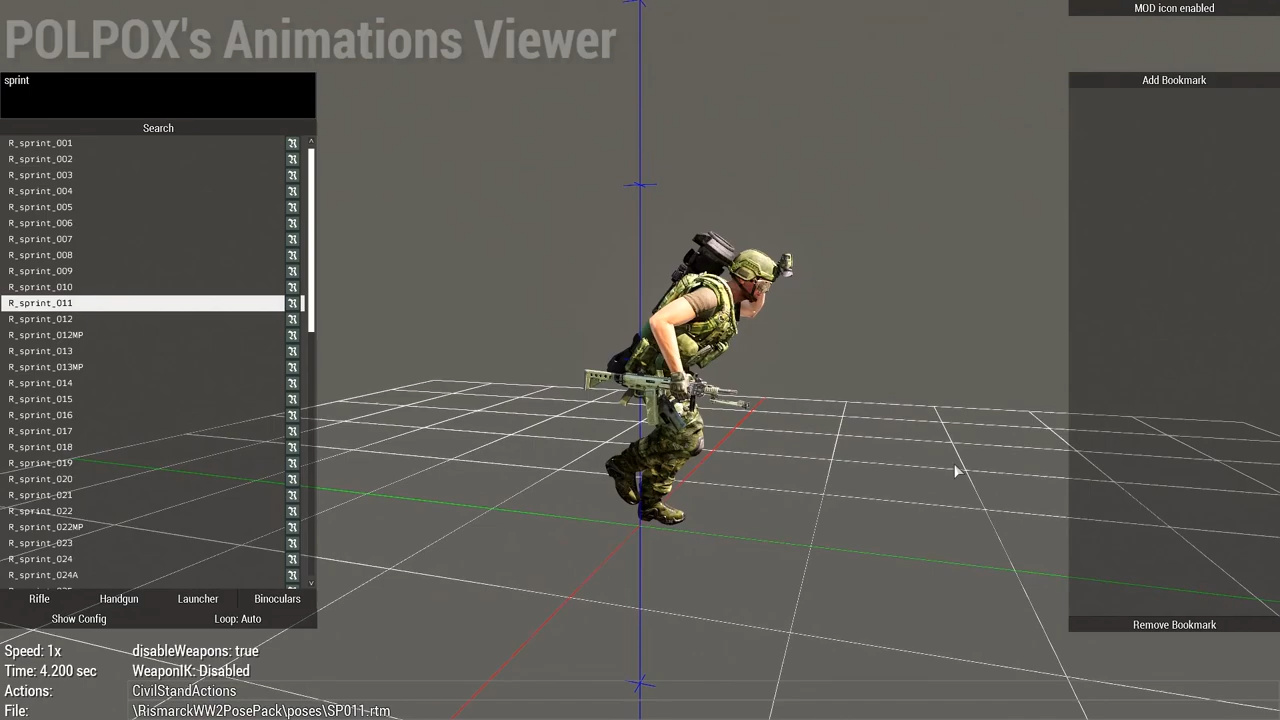 POLPOX's Animations Viewer
MOD icon enabled
sprint
Add Bookmark
Search
R_sprint_001
R_sprint_002
R_sprint_003
R_sprint_004
R_sprint_005
R_sprint_006
R_sprint_007
R_sprint_008
R_sprint_009
R_sprint_010
R_sprint_011
R_sprint_012
R_sprint_012MP
R_sprint_013
R_sprint_013MP
R_sprint_014
R_sprint_015
R_sprint_016
R_sprint_017
R_sprint_018
R_sprint_019
R_sprint_020
R_sprint_021
R_sprint_022
R_sprint_022MP
R_sprint_023
R_sprint_024
R_sprint_024A
Rifle Handgun Launcher Binoculars
Show Config Loop: Auto
Remove Bookmark
Speed: 1x disableWeapons: true
Time: 4.200 sec WeaponIK: Disabled
Actions: CivilStandActions
File: \RismarckWW2PosePack\poses\SP011.rtm